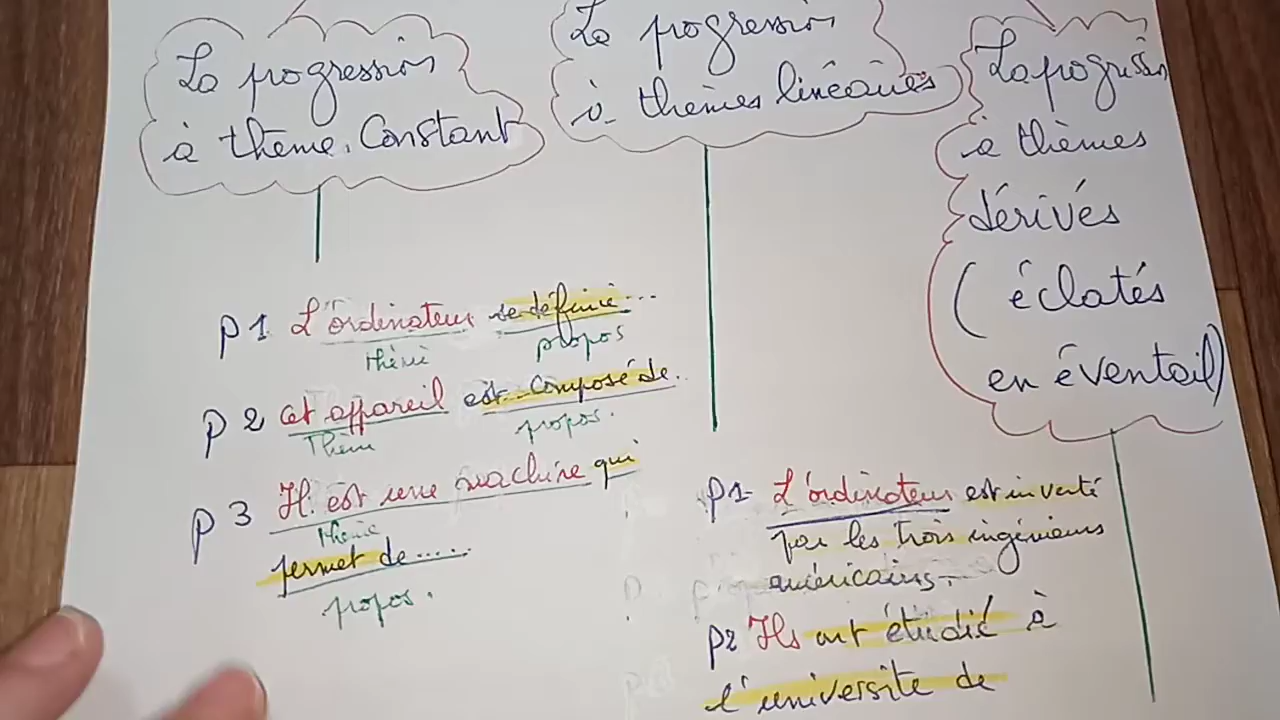 La progression
à thème Constant
La progression
à thèmes linéaires
La progression
à thèmes
dérivés
( éclatés
en éventail)
p1 L'ordinateur se définie...
thème propos
p2 Cet appareil est composé de..
Thème propos.
p3 Il est une machine qui
thème
permet de .....
propos.
p1- L'ordinateur est inventé
par les trois ingénieurs
américains.
p2 Ils ont étudié à
l'université de